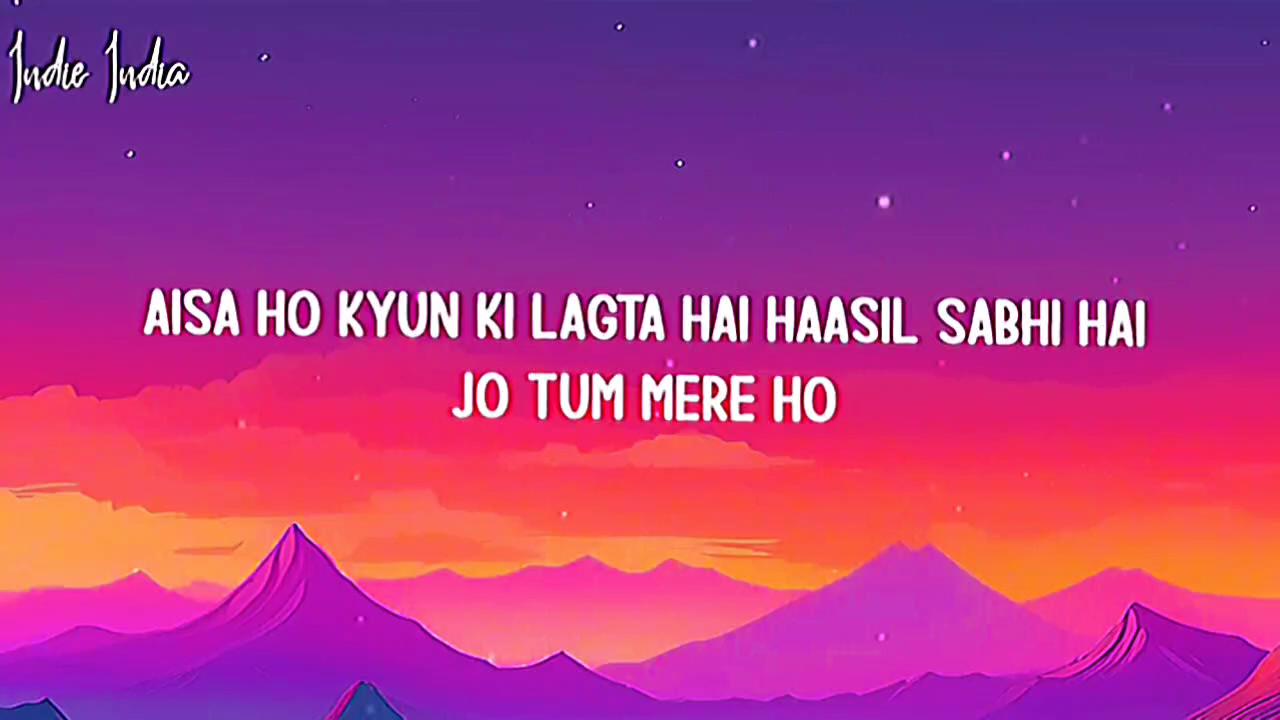 Indie India
AISA HO KYUN KI LAGTA HAI HAASIL SABHI HAI
JO TUM MERE HO